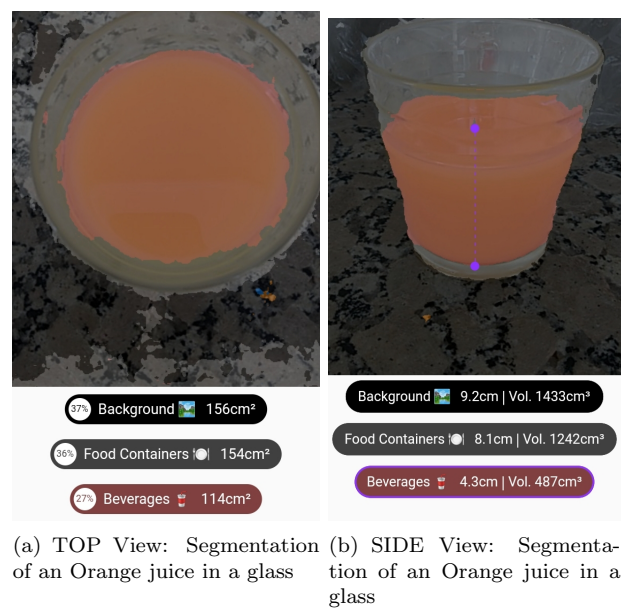 37% Background 156cm²
36% Food Containers 154cm²
27% Beverages 114cm²
Background 9.2cm | Vol. 1433cm³
Food Containers 8.1cm | Vol. 1242cm³
Beverages 4.3cm | Vol. 487cm³
(a) TOP View: Segmentation
of an Orange juice in a glass
(b) SIDE View: Segmenta-
tion of an Orange juice in a
glass